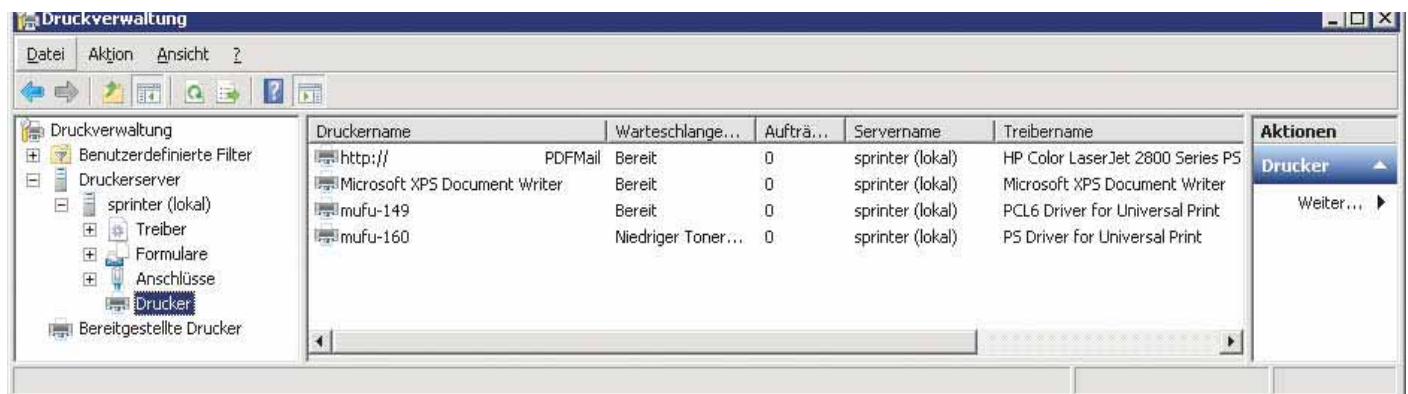 Druckverwaltung
Datei Aktion Ansicht ?
Druckverwaltung
Benutzerdefinierte Filter
Druckerserver
sprinter (lokal)
Treiber
Formulare
Anschlüsse
Drucker
Bereitgestellte Drucker
Druckername Warteschlange... Aufträ... Servername Treibername
http:// PDFMail Bereit 0 sprinter (lokal) HP Color LaserJet 2800 Series PS
Microsoft XPS Document Writer Bereit 0 sprinter (lokal) Microsoft XPS Document Writer
mufu-149 Bereit 0 sprinter (lokal) PCL6 Driver for Universal Print
mufu-160 Niedriger Toner... 0 sprinter (lokal) PS Driver for Universal Print
Aktionen
Drucker
Weiter...